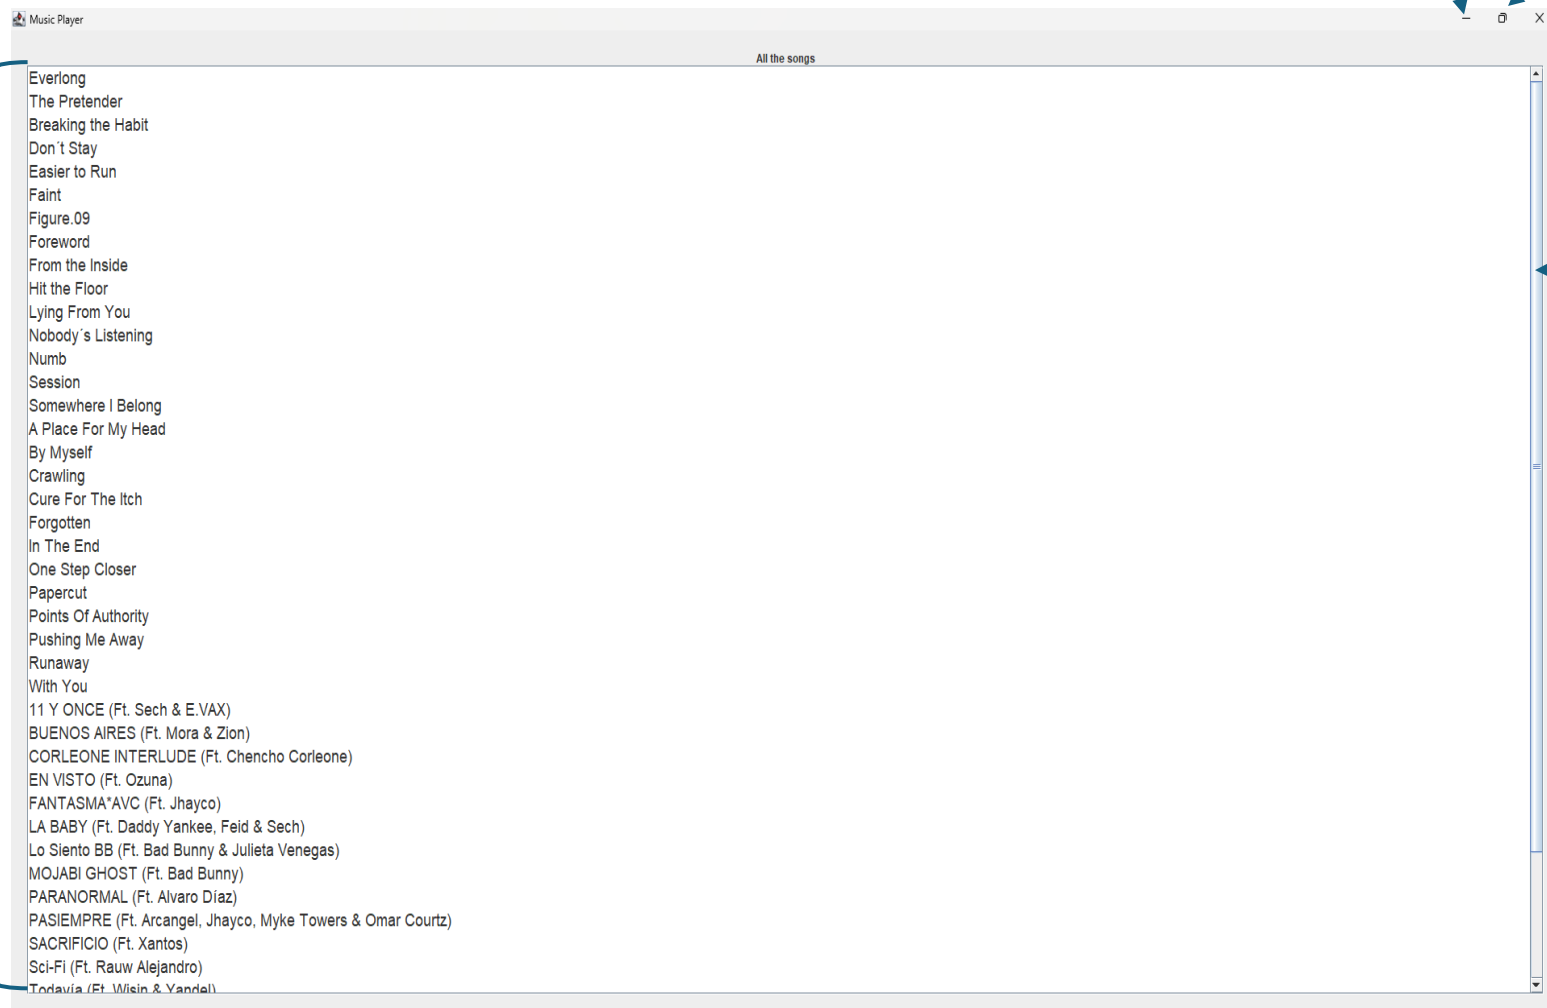 Music Player
All the songs
Everlong
The Pretender
Breaking the Habit
Don´t Stay
Easier to Run
Faint
Figure.09
Foreword
From the Inside
Hit the Floor
Lying From You
Nobody´s Listening
Numb
Session
Somewhere I Belong
A Place For My Head
By Myself
Crawling
Cure For The Itch
Forgotten
In The End
One Step Closer
Papercut
Points Of Authority
Pushing Me Away
Runaway
With You
11 Y ONCE (Ft. Sech & E.VAX)
BUENOS AIRES (Ft. Mora & Zion)
CORLEONE INTERLUDE (Ft. Chencho Corleone)
EN VISTO (Ft. Ozuna)
FANTASMA*AVC (Ft. Jhayco)
LA BABY (Ft. Daddy Yankee, Feid & Sech)
Lo Siento BB (Ft. Bad Bunny & Julieta Venegas)
MOJABI GHOST (Ft. Bad Bunny)
PARANORMAL (Ft. Alvaro Díaz)
PASIEMPRE (Ft. Arcangel, Jhayco, Myke Towers & Omar Courtz)
SACRIFICIO (Ft. Xantos)
Sci-Fi (Ft. Rauw Alejandro)
Todavía (Ft. Wisin & Yandel)